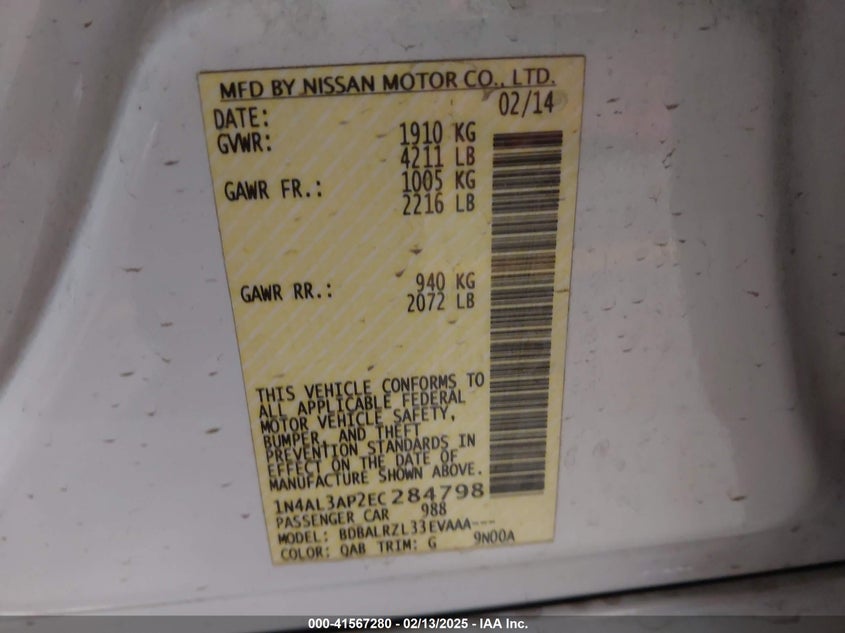 MFD BY NISSAN MOTOR CO., LTD.
DATE: 02/14
GVWR: 1910 KG
4211 LB
GAWR FR.: 1005 KG
2216 LB
GAWR RR.: 940 KG
2072 LB
THIS VEHICLE CONFORMS TO
ALL APPLICABLE FEDERAL
MOTOR VEHICLE SAFETY,
BUMPER, AND THEFT
PREVENTION STANDARDS IN
EFFECT ON THE DATE OF
MANUFACTURE SHOWN ABOVE.
1N4AL3AP2EC284798
PASSENGER CAR 988
MODEL: BDBALRZL33EVAAA---
COLOR: QAB TRIM: G 9N00A
000-41567280 - 02/13/2025 - IAA Inc.